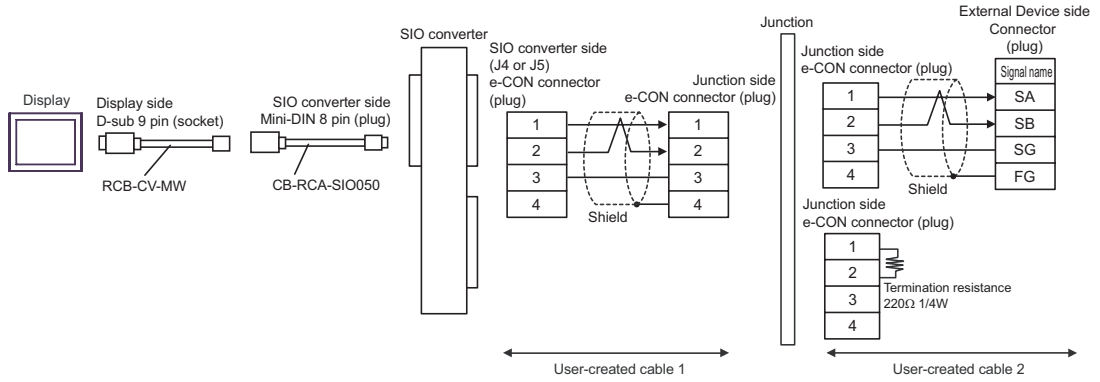 Display
Display side
D-sub 9 pin (socket)
RCB-CV-MW
SIO converter side
Mini-DIN 8 pin (plug)
CB-RCA-SIO050
SIO converter
SIO converter side
(J4 or J5)
e-CON connector
(plug)
1
2
3
4
Shield
Junction side
e-CON connector (plug)
1
2
3
4
User-created cable 1
Junction
Junction side
e-CON connector (plug)
1
2
3
4
Shield
External Device side
Connector
(plug)
Signal name
SA
SB
SG
FG
Junction side
e-CON connector (plug)
1
2
3
4
Termination resistance
220Ω 1/4W
User-created cable 2